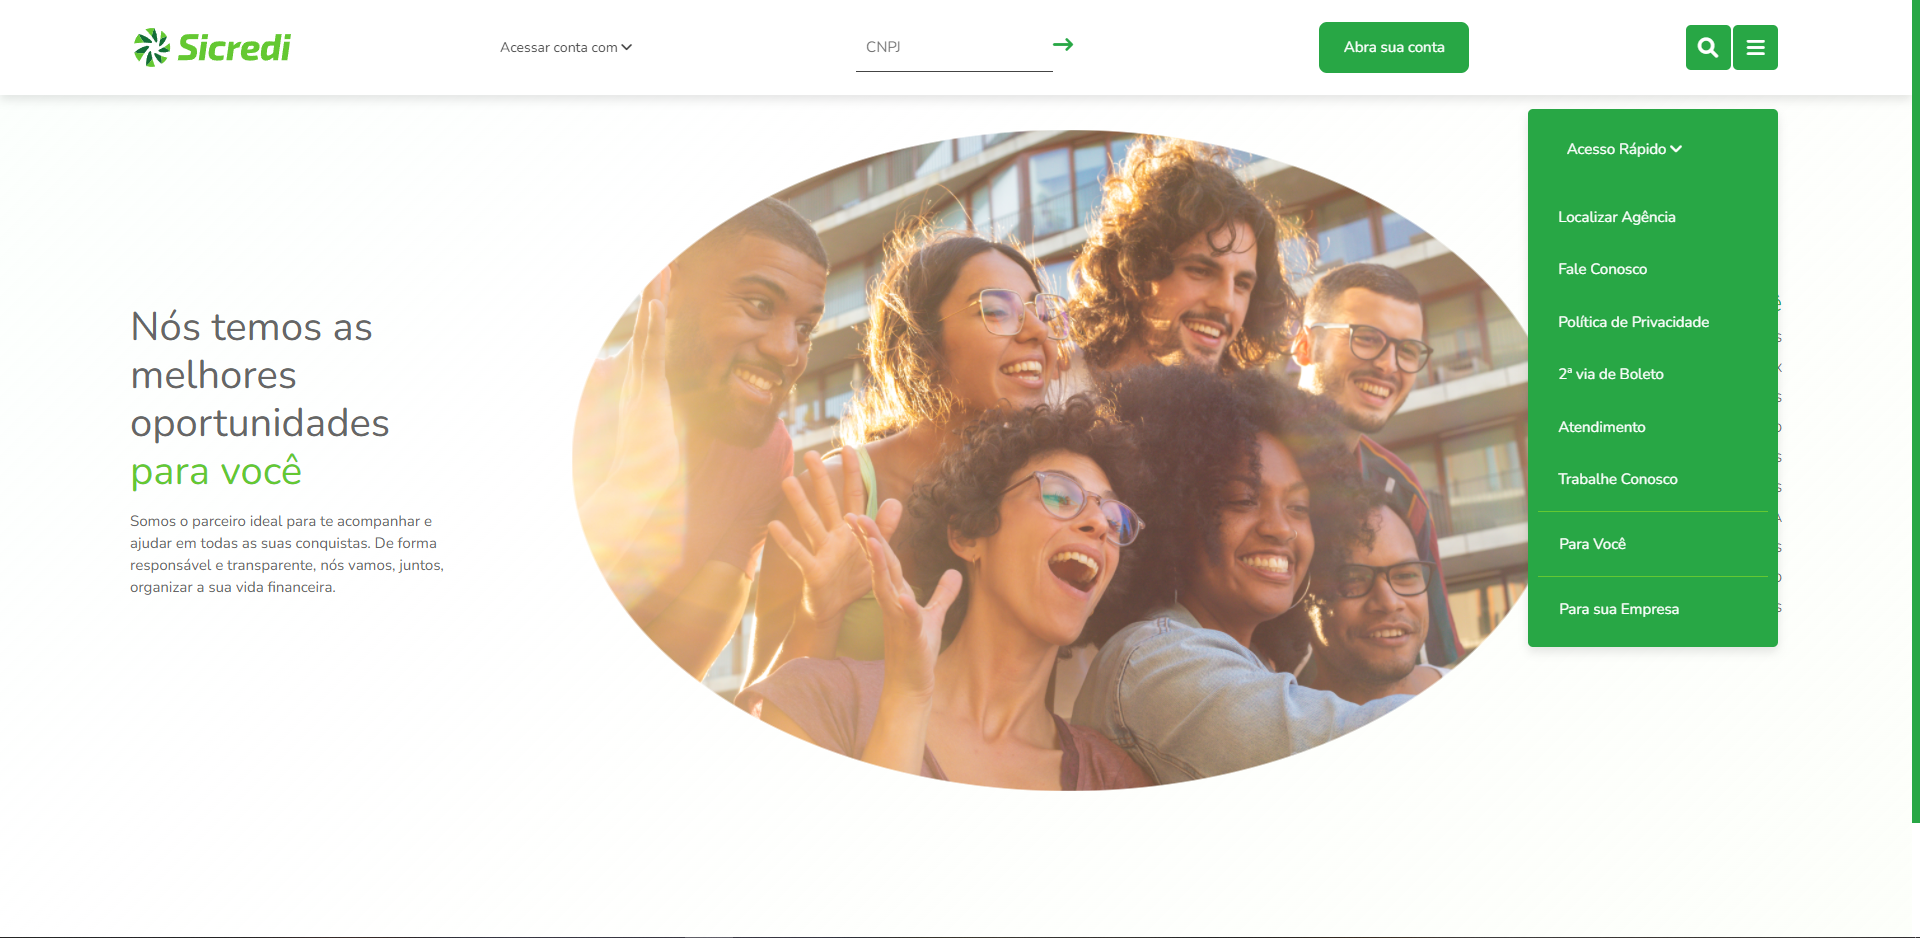 Sicredi
Acessar conta com
CNPJ
Abra sua conta
Acesso Rápido
Localizar Agência
Fale Conosco
Política de Privacidade
2ª via de Boleto
Atendimento
Trabalhe Conosco
Para Você
Para sua Empresa
Nós temos as
melhores
oportunidades
para você
Somos o parceiro ideal para te acompanhar e
ajudar em todas as suas conquistas. De forma
responsável e transparente, nós vamos, juntos,
organizar a sua vida financeira.